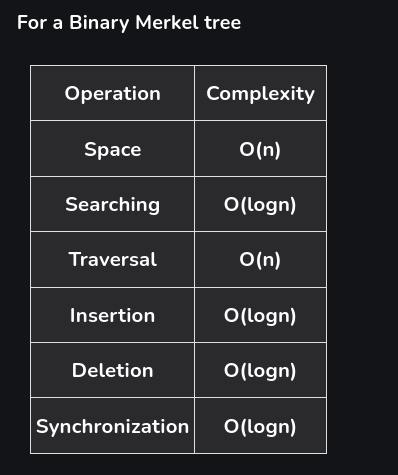 For a Binary Merkel tree
Operation Complexity
Space O(n)
Searching O(logn)
Traversal O(n)
Insertion O(logn)
Deletion O(logn)
Synchronization O(logn)